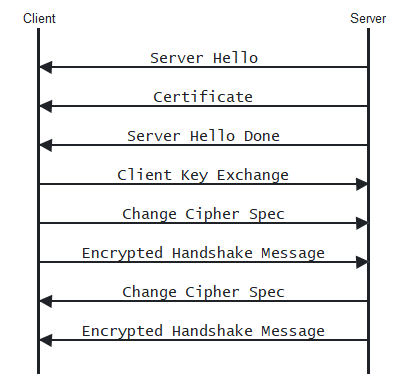 Client Server
Server Hello
Certificate
Server Hello Done
Client Key Exchange
Change Cipher Spec
Encrypted Handshake Message
Change Cipher Spec
Encrypted Handshake Message